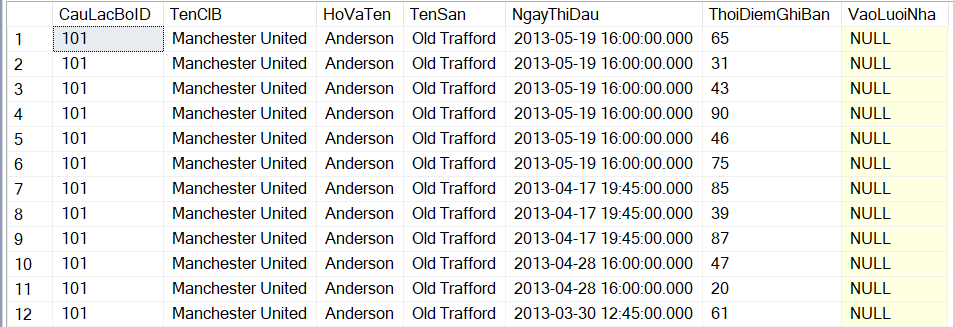 CauLacBoID TenClB HoVaTen TenSan NgayThiDau ThoiDiemGhiBan VaoLuoiNha
1 101 Manchester United Anderson Old Trafford 2013-05-19 16:00:00.000 65 NULL
2 101 Manchester United Anderson Old Trafford 2013-05-19 16:00:00.000 31 NULL
3 101 Manchester United Anderson Old Trafford 2013-05-19 16:00:00.000 43 NULL
4 101 Manchester United Anderson Old Trafford 2013-05-19 16:00:00.000 90 NULL
5 101 Manchester United Anderson Old Trafford 2013-05-19 16:00:00.000 46 NULL
6 101 Manchester United Anderson Old Trafford 2013-05-19 16:00:00.000 75 NULL
7 101 Manchester United Anderson Old Trafford 2013-04-17 19:45:00.000 85 NULL
8 101 Manchester United Anderson Old Trafford 2013-04-17 19:45:00.000 39 NULL
9 101 Manchester United Anderson Old Trafford 2013-04-17 19:45:00.000 87 NULL
10 101 Manchester United Anderson Old Trafford 2013-04-28 16:00:00.000 47 NULL
11 101 Manchester United Anderson Old Trafford 2013-04-28 16:00:00.000 20 NULL
12 101 Manchester United Anderson Old Trafford 2013-03-30 12:45:00.000 61 NULL